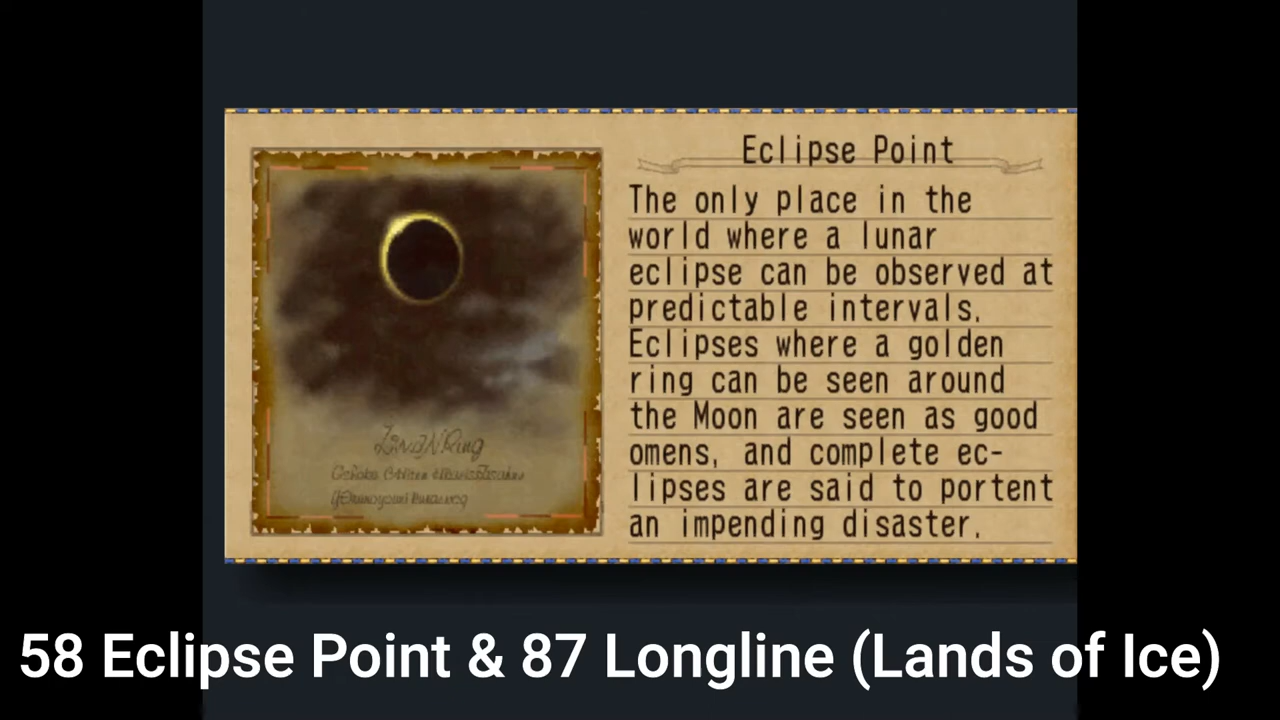 Eclipse Point
The only place in the
world where a lunar
eclipse can be observed at
predictable intervals.
Eclipses where a golden
ring can be seen around
the Moon are seen as good
omens, and complete ec-
lipses are said to portent
an impending disaster.
58 Eclipse Point & 87 Longline (Lands of Ice)